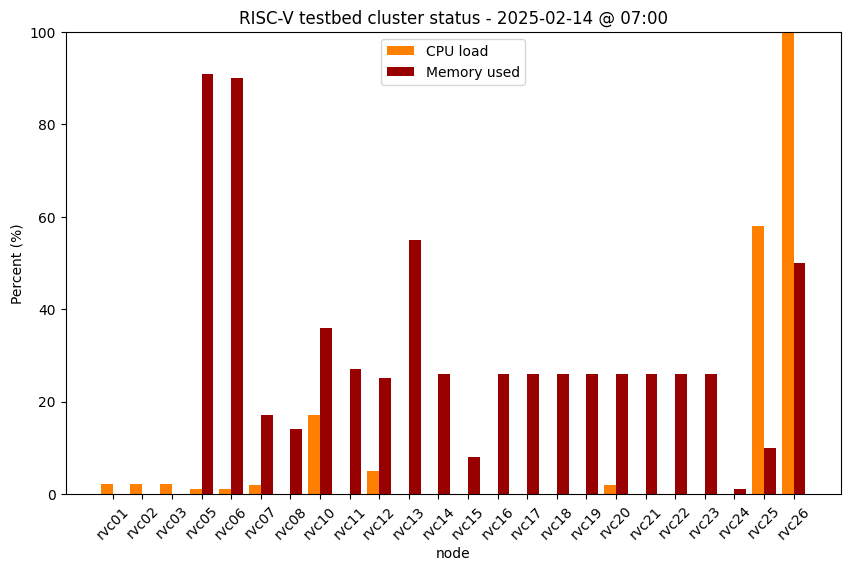 RISC-V testbed cluster status - 2025-02-14 @ 07:00
CPU load
Memory used
Percent (%)
100
80
60
40
20
0
rvc01 rvc02 rvc03 rvc05 rvc06 rvc07 rvc08 rvc10 rvc11 rvc12 rvc13 rvc14 rvc15 rvc16 rvc17 rvc18 rvc19 rvc20 rvc21 rvc22 rvc23 rvc24 rvc25 rvc26
node